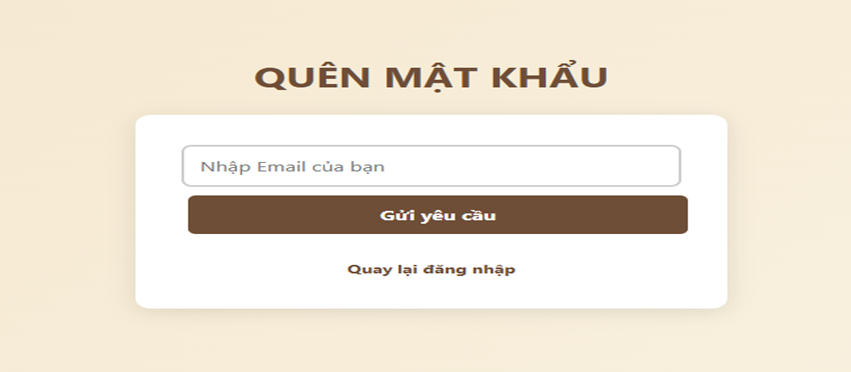 QUÊN MẬT KHẨU
Nhập Email của bạn
Gửi yêu cầu
Quay lại đăng nhập